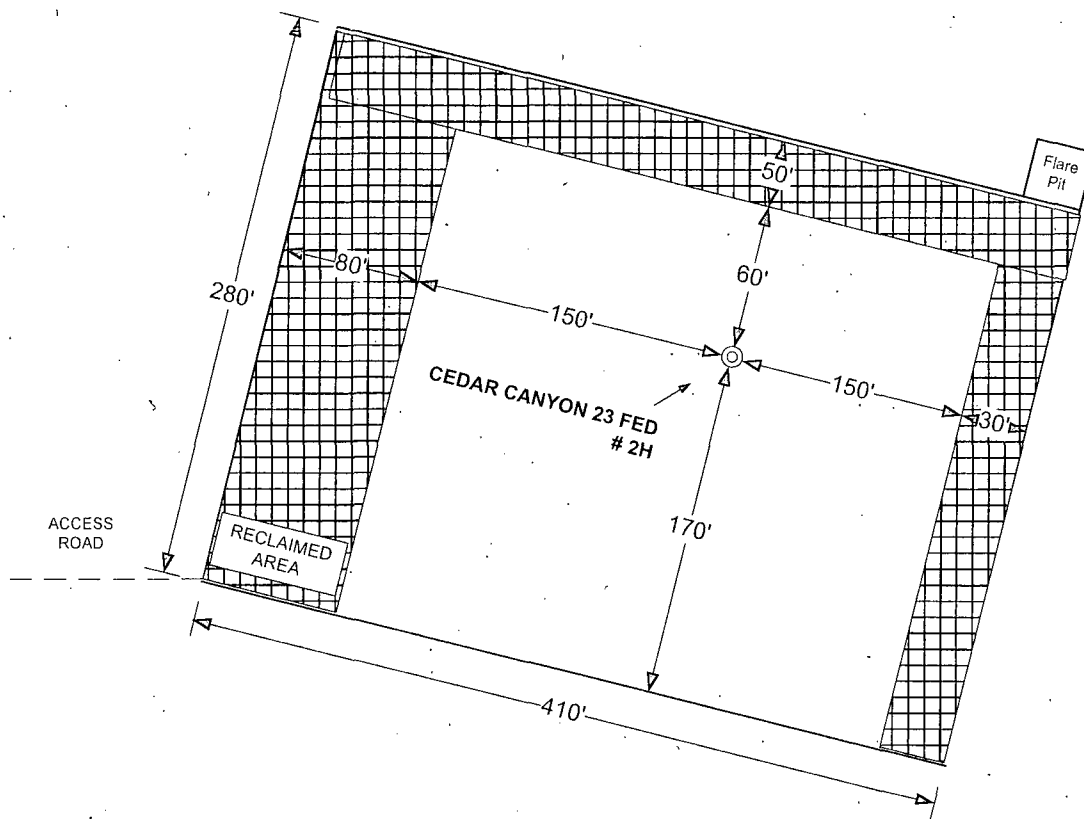 Flare
Pit
50'
60'
80'
280'
150'
CEDAR CANYON 23 FED
# 2H
150'
30'
170'
ACCESS
ROAD
RECLAIMED
AREA
410'